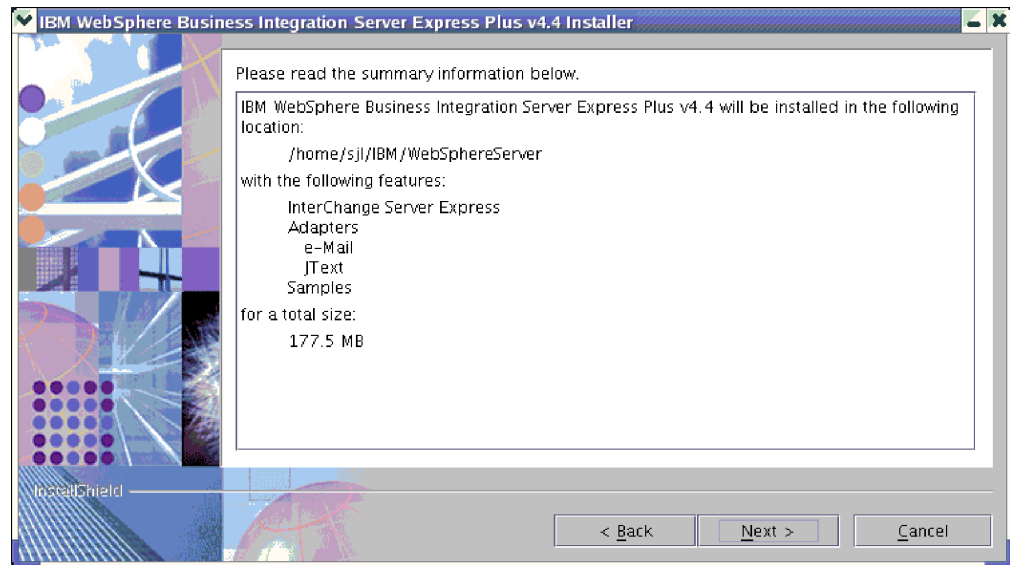 IBM WebSphere Business Integration Server Express Plus v4.4 Installer
Please read the summary information below.
IBM WebSphere Business Integration Server Express Plus v4.4 will be installed in the following
location:
/home/sjl/IBM/WebSphereServer
with the following features:
InterChange Server Express
Adapters
e-Mail
JText
Samples
for a total size:
177.5 MB
InstallShield
< Back
Next >
Cancel